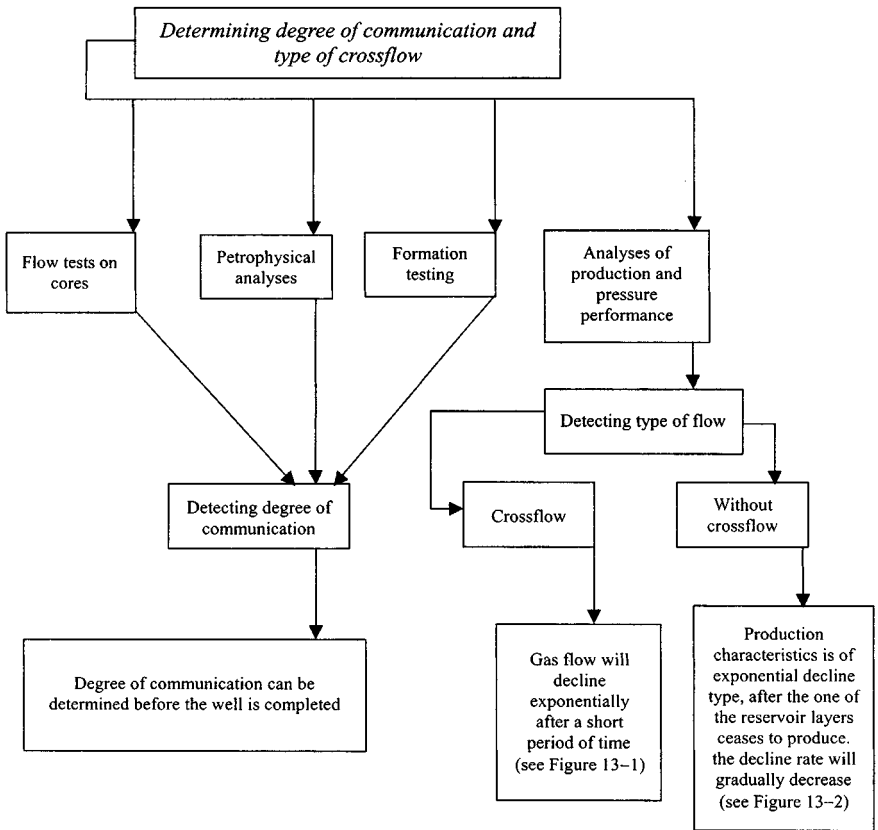 Determining degree of communication and
type of crossflow
Flow tests on
cores
Petrophysical
analyses
Formation
testing
Analyses of
production and
pressure
performance
Detecting type of flow
Detecting degree of
communication
Crossflow
Without
crossflow
Degree of communication can be
determined before the well is completed
Gas flow will
decline
exponentially
after a short
period of time
(see Figure 13–1)
Production
characteristics is of
exponential decline
type, after the one of
the reservoir layers
ceases to produce.
the decline rate will
gradually decrease
(see Figure 13–2)